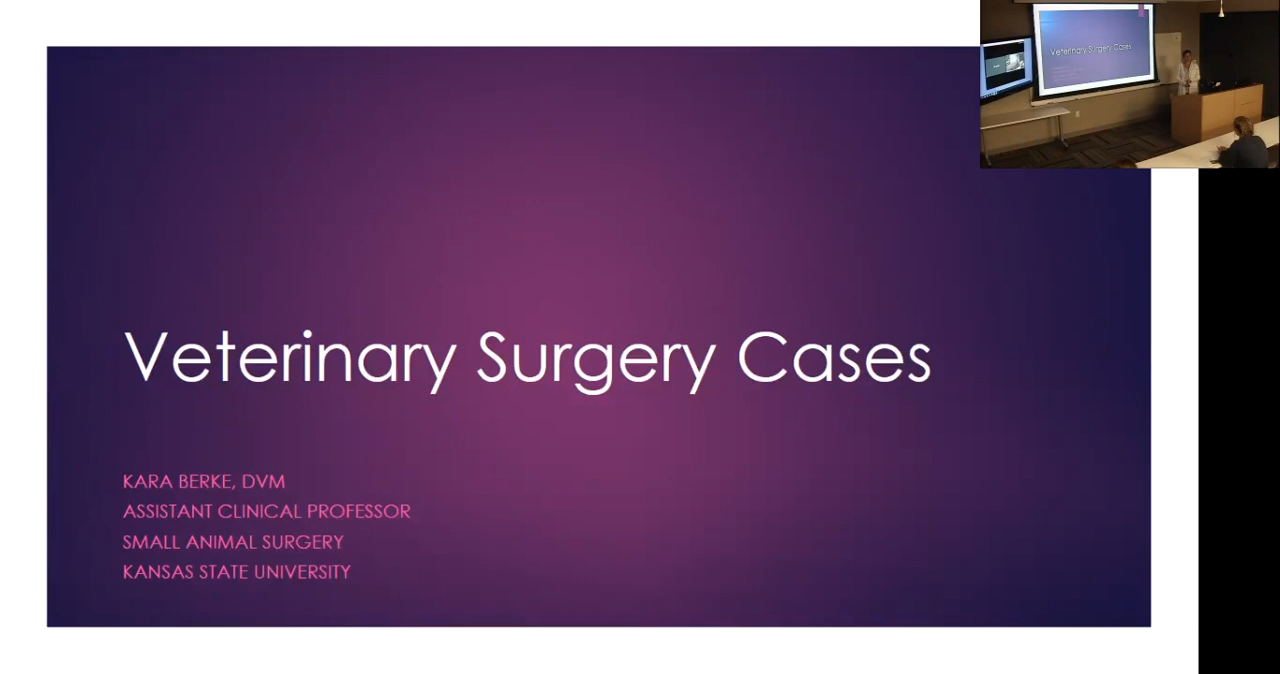 Veterinary Surgery Cases
KARA BERKE, DVM
ASSISTANT CLINICAL PROFESSOR
SMALL ANIMAL SURGERY
KANSAS STATE UNIVERSITY
Veterinary Surgery Cases